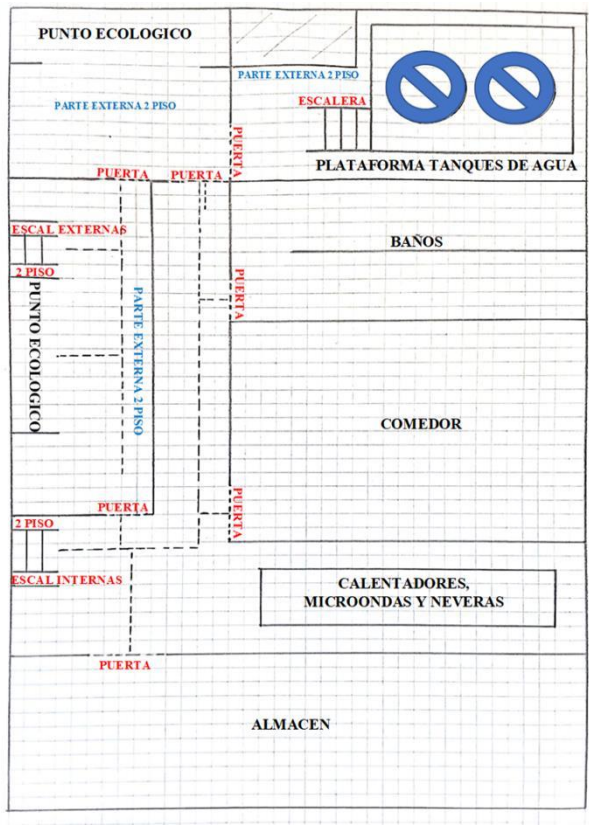 PUNTO ECOLOGICO
PARTE EXTERNA 2 PISO
PARTE EXTERNA 2 PISO
ESCALERA
PUERTA
PLATAFORMA TANQUES DE AGUA
PUERTA
PUERTA
ESCAL EXTERNAS
2 PISO
BAÑOS
PUERTA
PUNTO ECOLOGICO
PARTE EXTERNA 2 PISO
COMEDOR
PUERTA
PUERTA
2 PISO
ESCAL INTERNAS
CALENTADORES,
MICROONDAS Y NEVERAS
PUERTA
ALMACEN